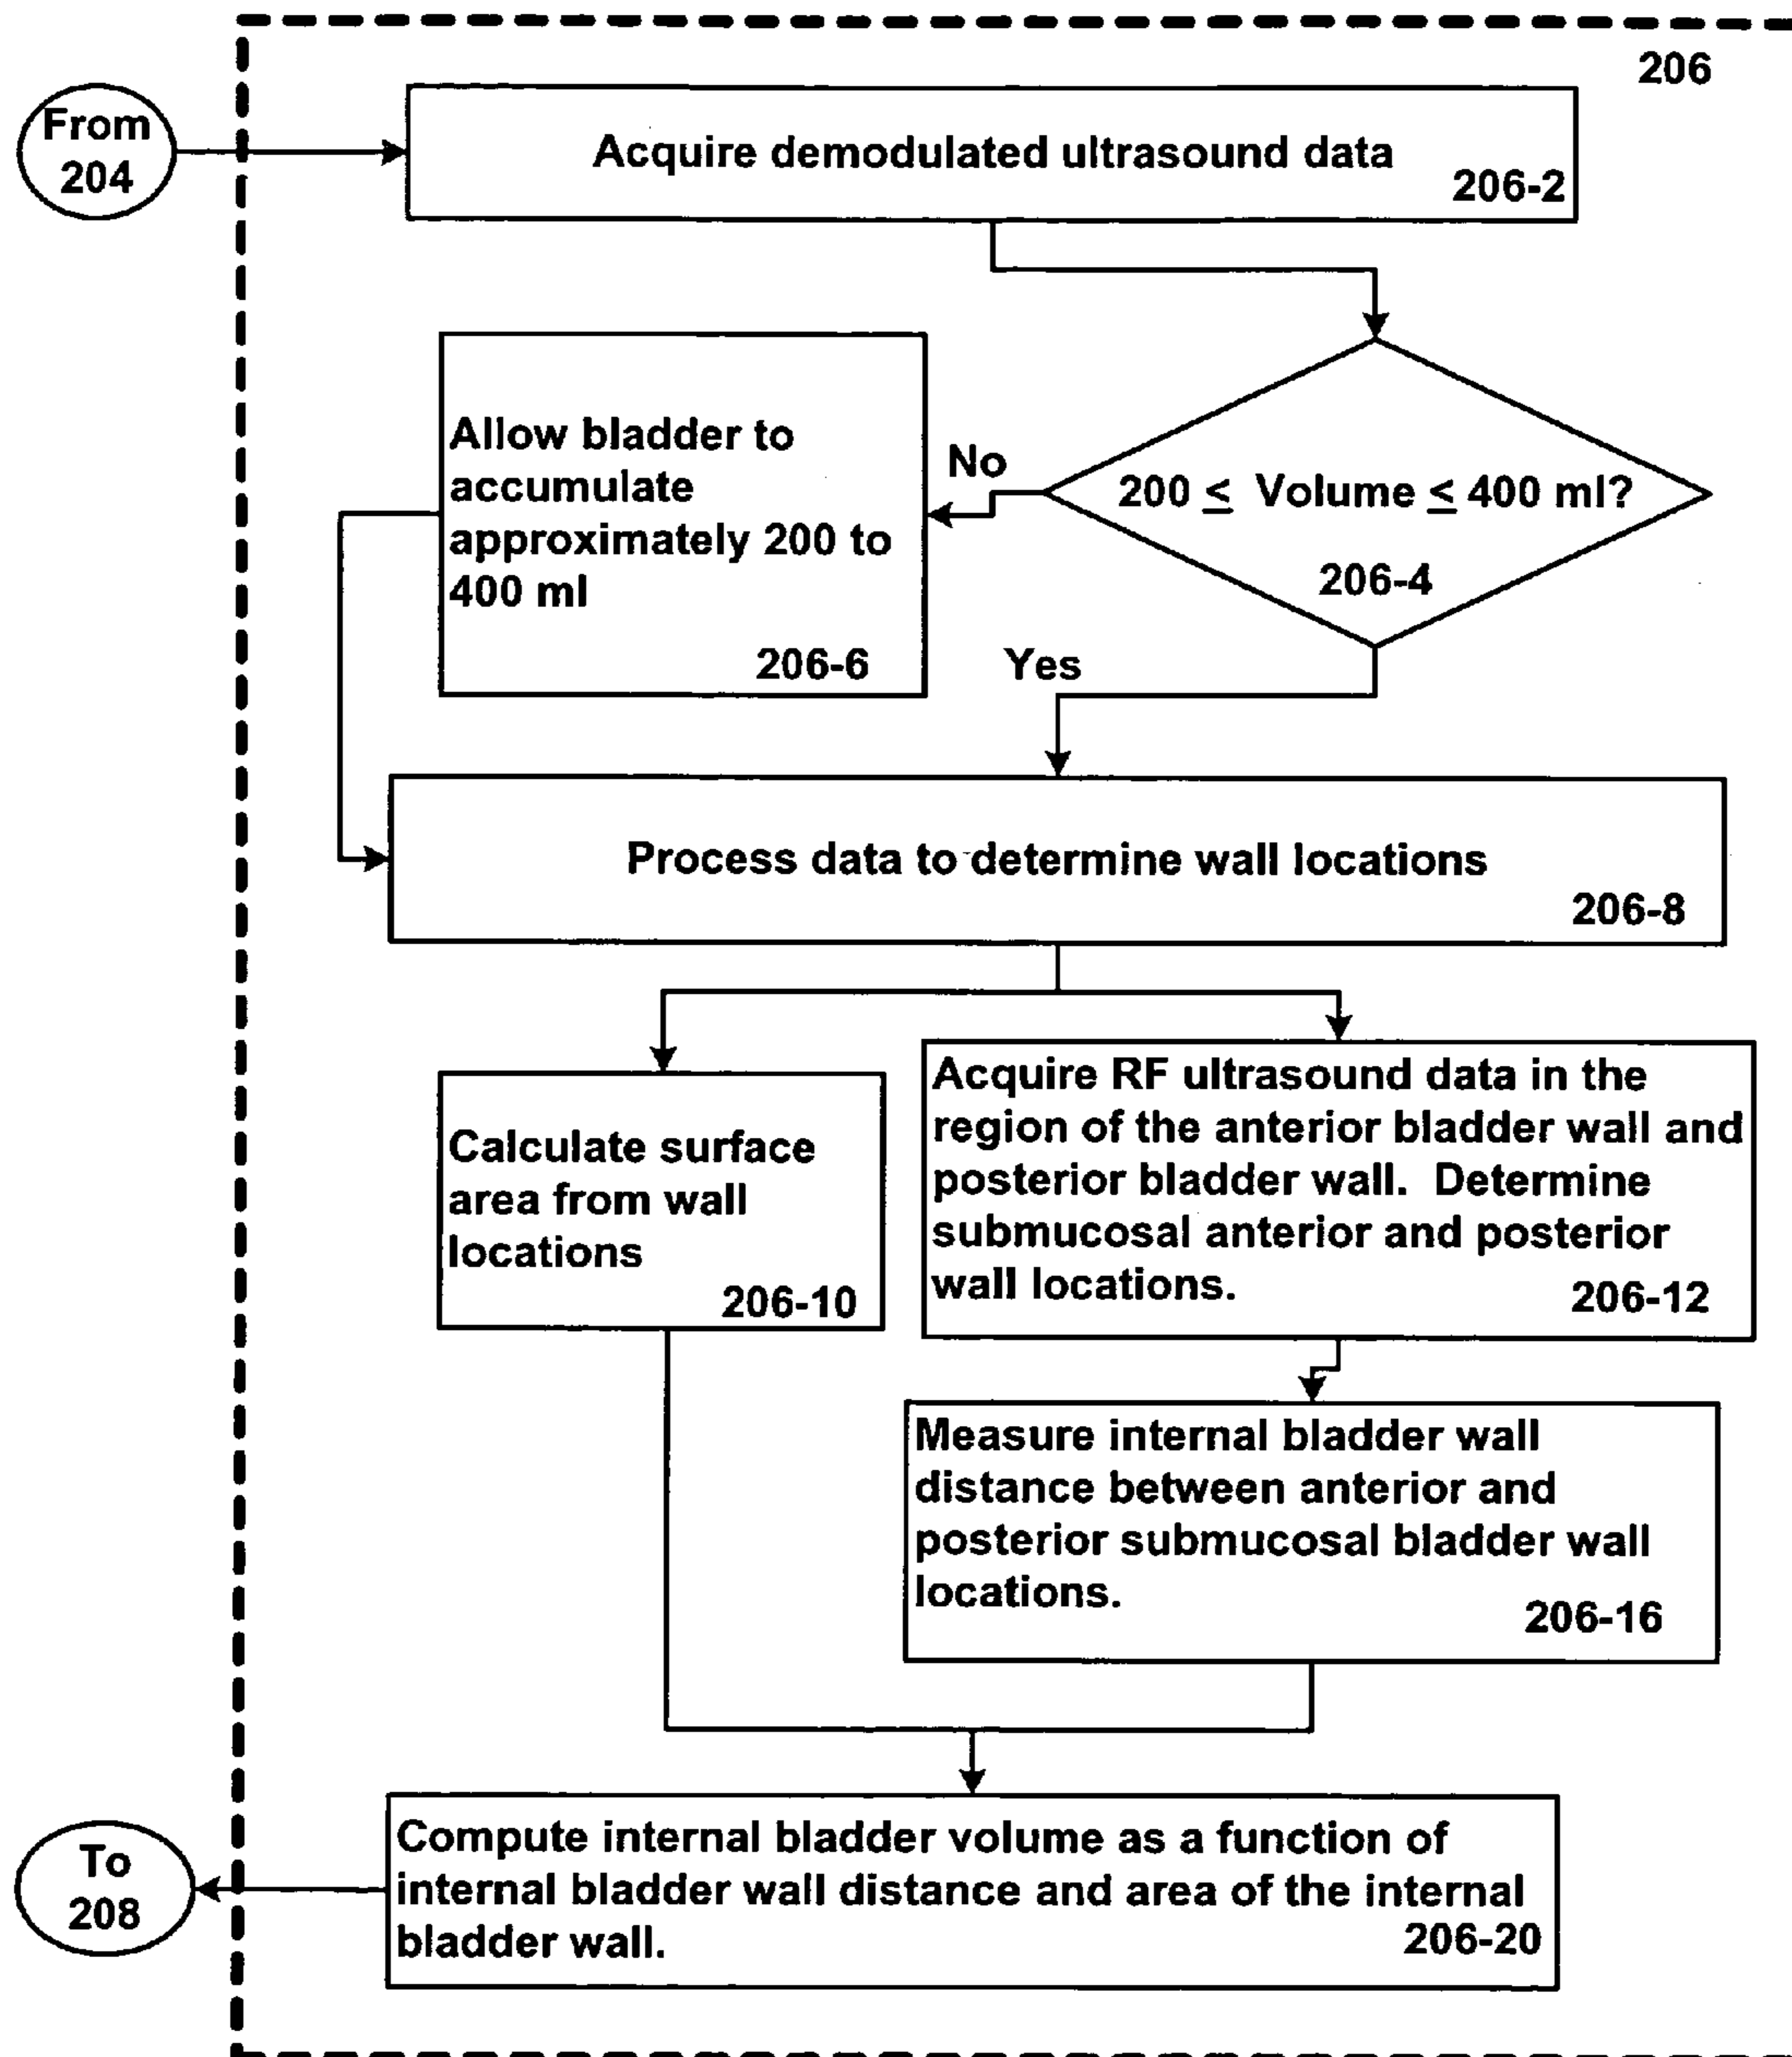 206
From
204
Acquire demodulated ultrasound data
206-2
Allow bladder to
accumulate
approximately 200 to
400 ml
206-6
No
200 ≤ Volume ≤ 400 ml?
206-4
Yes
Process data to determine wall locations
206-8
Calculate surface
area from wall
locations
206-10
Acquire RF ultrasound data in the
region of the anterior bladder wall and
posterior bladder wall. Determine
submucosal anterior and posterior
wall locations.
206-12
Measure internal bladder wall
distance between anterior and
posterior submucosal bladder wall
locations.
206-16
Compute internal bladder volume as a function of
internal bladder wall distance and area of the internal
bladder wall.
206-20
To
208